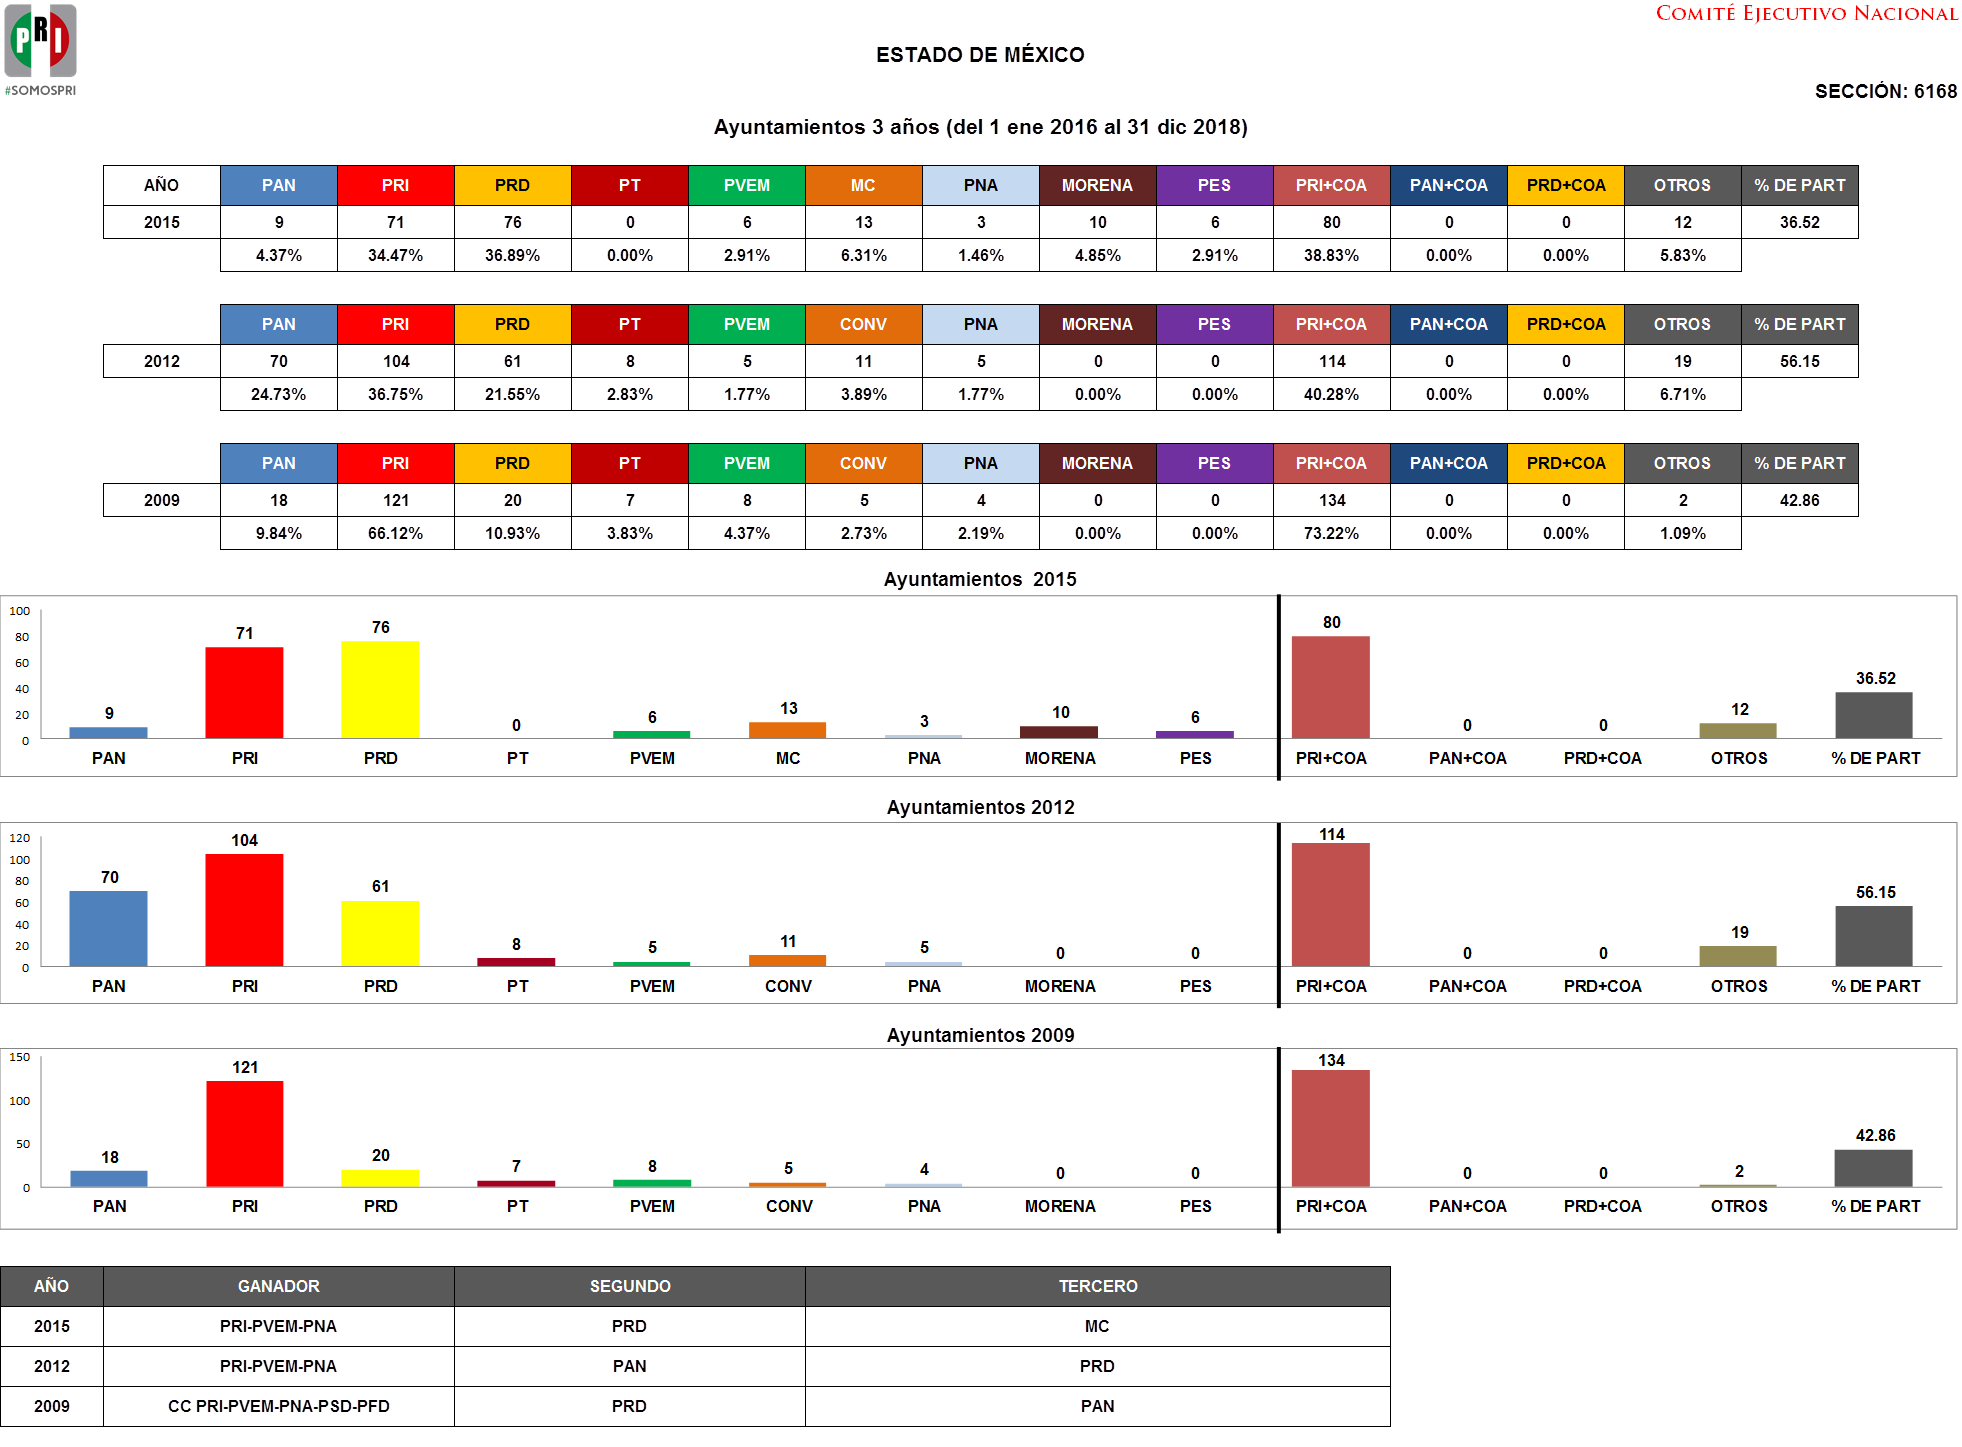 COMITÉ EJECUTIVO NACIONAL
PRI
#SOMOSPRI
ESTADO DE MÉXICO
SECCIÓN: 6168
Ayuntamientos 3 años (del 1 ene 2016 al 31 dic 2018)
AÑO PAN PRI PRD PT PVEM MC PNA MORENA PES PRI+COA PAN+COA PRD+COA OTROS % DE PART
2015 9 71 76 0 6 13 3 10 6 80 0 0 12 36.52
4.37% 34.47% 36.89% 0.00% 2.91% 6.31% 1.46% 4.85% 2.91% 38.83% 0.00% 0.00% 5.83%
PAN PRI PRD PT PVEM CONV PNA MORENA PES PRI+COA PAN+COA PRD+COA OTROS % DE PART
2012 70 104 61 8 5 11 5 0 0 114 0 0 19 56.15
24.73% 36.75% 21.55% 2.83% 1.77% 3.89% 1.77% 0.00% 0.00% 40.28% 0.00% 0.00% 6.71%
PAN PRI PRD PT PVEM CONV PNA MORENA PES PRI+COA PAN+COA PRD+COA OTROS % DE PART
2009 18 121 20 7 8 5 4 0 0 134 0 0 2 42.86
9.84% 66.12% 10.93% 3.83% 4.37% 2.73% 2.19% 0.00% 0.00% 73.22% 0.00% 0.00% 1.09%
Ayuntamientos 2015
100
80
60
40
20
0
9 71 76 0 6 13 3 10 6 80 0 0 12 36.52
PAN PRI PRD PT PVEM MC PNA MORENA PES PRI+COA PAN+COA PRD+COA OTROS % DE PART
Ayuntamientos 2012
120
100
80
60
40
20
0
70 104 61 8 5 11 5 0 0 114 0 0 19 56.15
PAN PRI PRD PT PVEM CONV PNA MORENA PES PRI+COA PAN+COA PRD+COA OTROS % DE PART
Ayuntamientos 2009
150
100
50
0
18 121 20 7 8 5 4 0 0 134 0 0 2 42.86
PAN PRI PRD PT PVEM CONV PNA MORENA PES PRI+COA PAN+COA PRD+COA OTROS % DE PART
AÑO GANADOR SEGUNDO TERCERO
2015 PRI-PVEM-PNA PRD MC
2012 PRI-PVEM-PNA PAN PRD
2009 CC PRI-PVEM-PNA-PSD-PFD PRD PAN